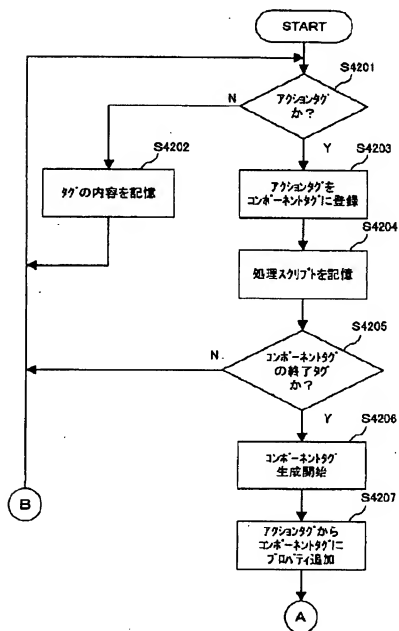 START
S4201
アクションタグ
か?
N
Y
S4202
タグの内容を記憶
S4203
アクションタグを
コンポーネントタグに登録
S4204
処理スクリプトを記憶
S4205
コンポーネントタグ
の終了タグ
か?
N
Y
S4206
コンポーネントタグ
生成開始
S4207
アクションタグから
コンポーネントタグに
プロパティ追加
B
A